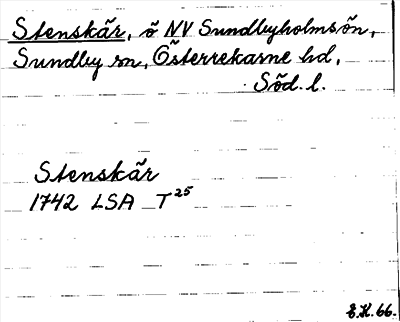 Stenskär, ö NV Sundbyholmsön,
Sundby sn, Österrekarne hd,
Söd. l.
Stenskär
1742 LSA T25
E.K. 66.